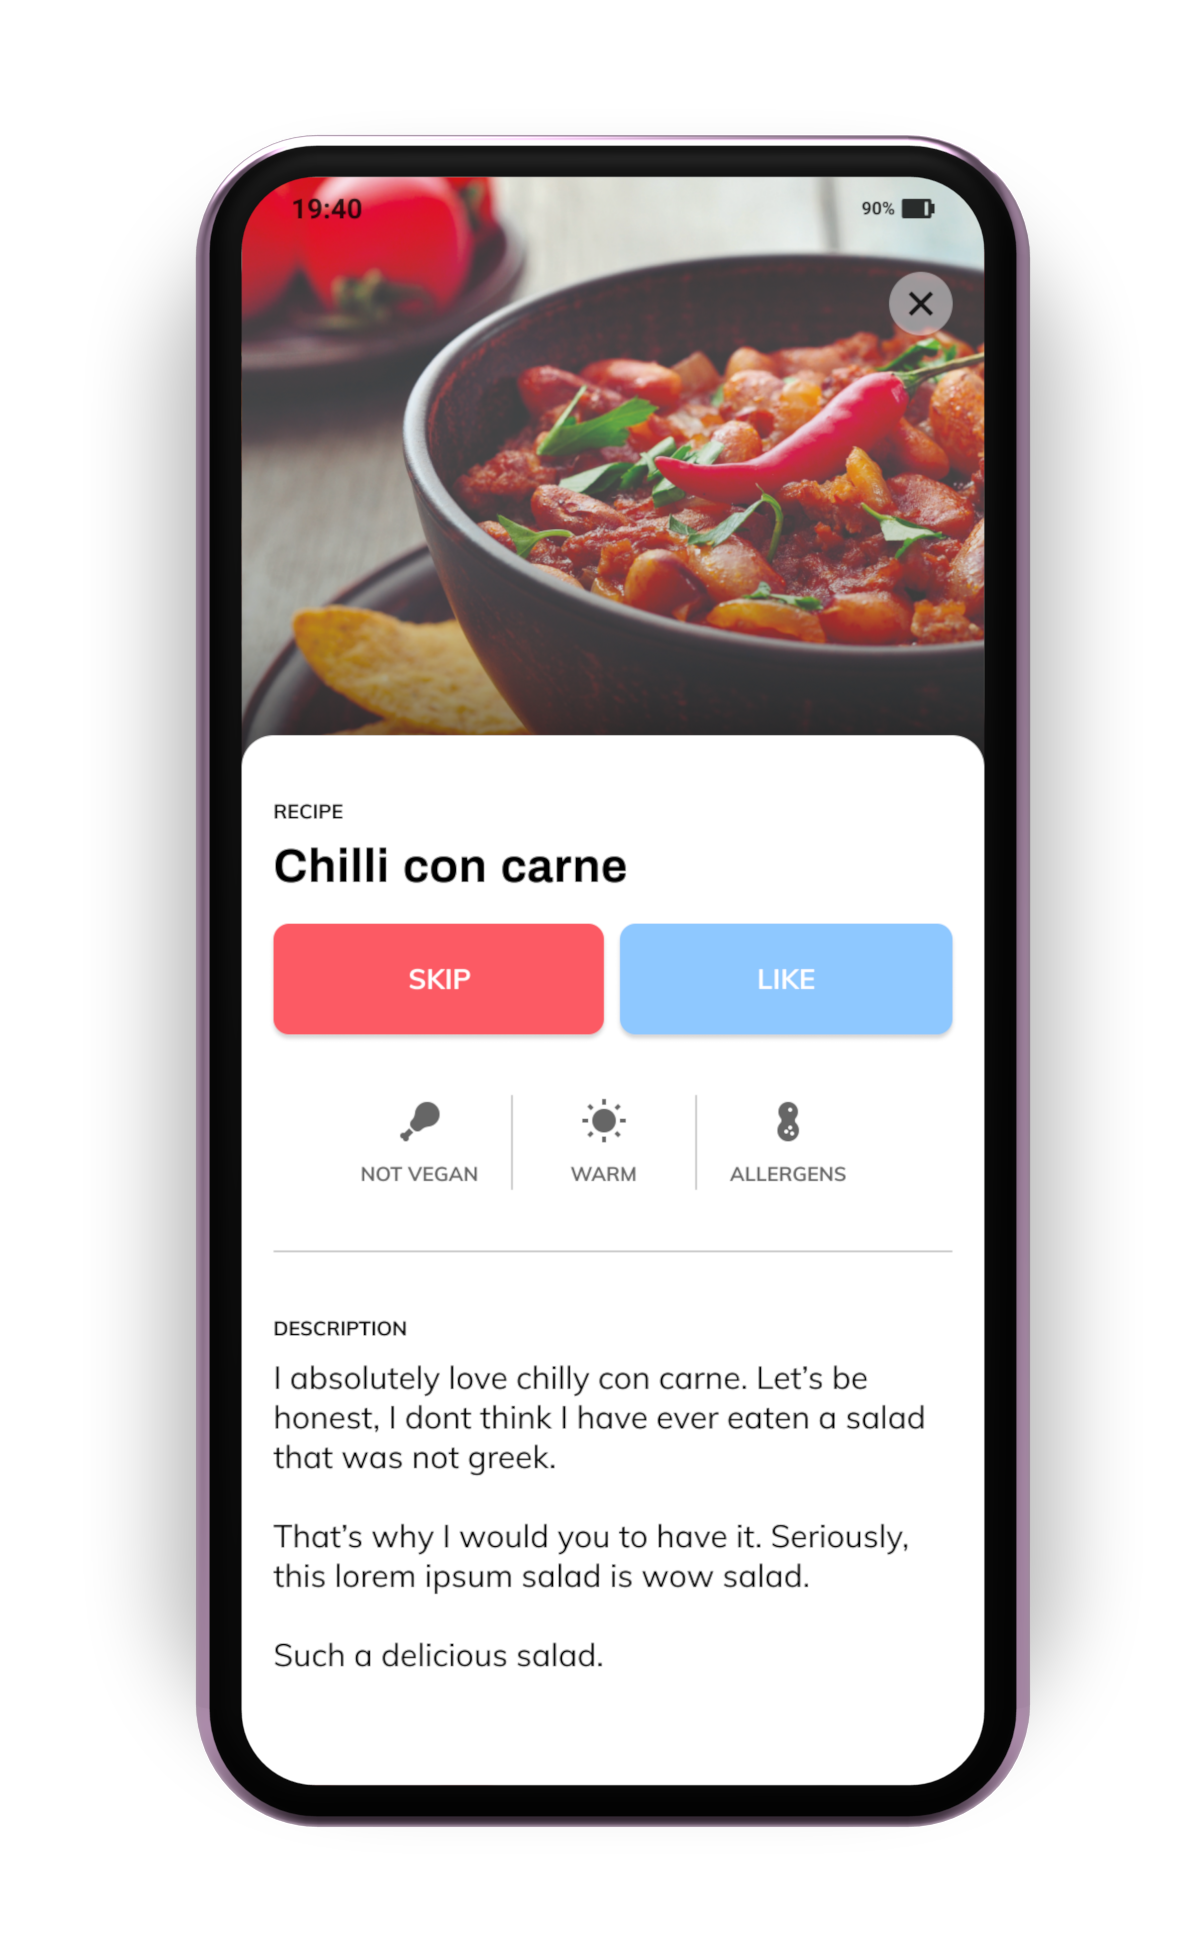 19:40
90%
RECIPE
Chilli con carne
SKIP
LIKE
NOT VEGAN
WARM
ALLERGENS
DESCRIPTION
I absolutely love chilly con carne. Let’s be
honest, I dont think I have ever eaten a salad
that was not greek.
That’s why I would you to have it. Seriously,
this lorem ipsum salad is wow salad.
Such a delicious salad.